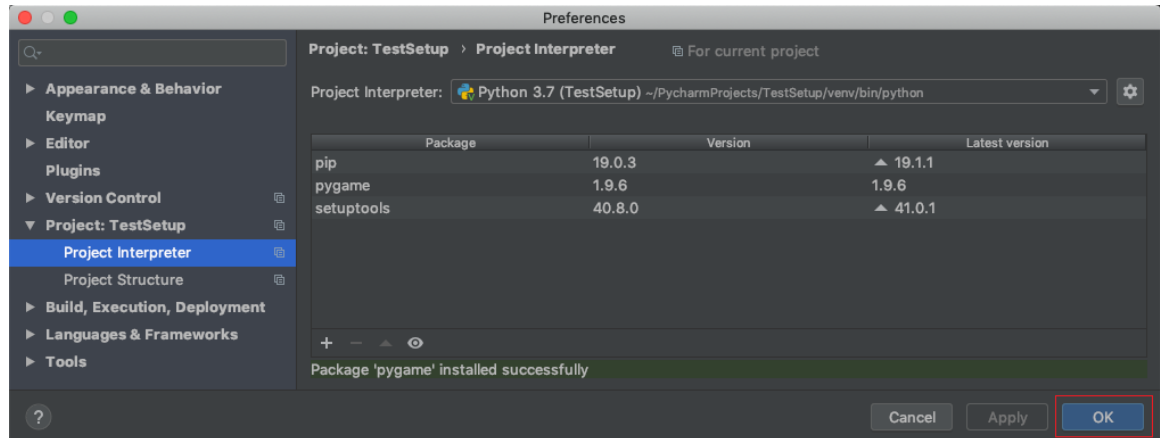 Preferences
Project: TestSetup › Project Interpreter For current project
Appearance & Behavior
Keymap
Editor
Plugins
Version Control
Project: TestSetup
Project Interpreter
Project Structure
Build, Execution, Deployment
Languages & Frameworks
Tools
Project Interpreter: Python 3.7 (TestSetup) ~/PycharmProjects/TestSetup/venv/bin/python
Package Version Latest version
pip 19.0.3 ▲ 19.1.1
pygame 1.9.6 1.9.6
setuptools 40.8.0 ▲ 41.0.1
Package 'pygame' installed successfully
? Cancel Apply OK